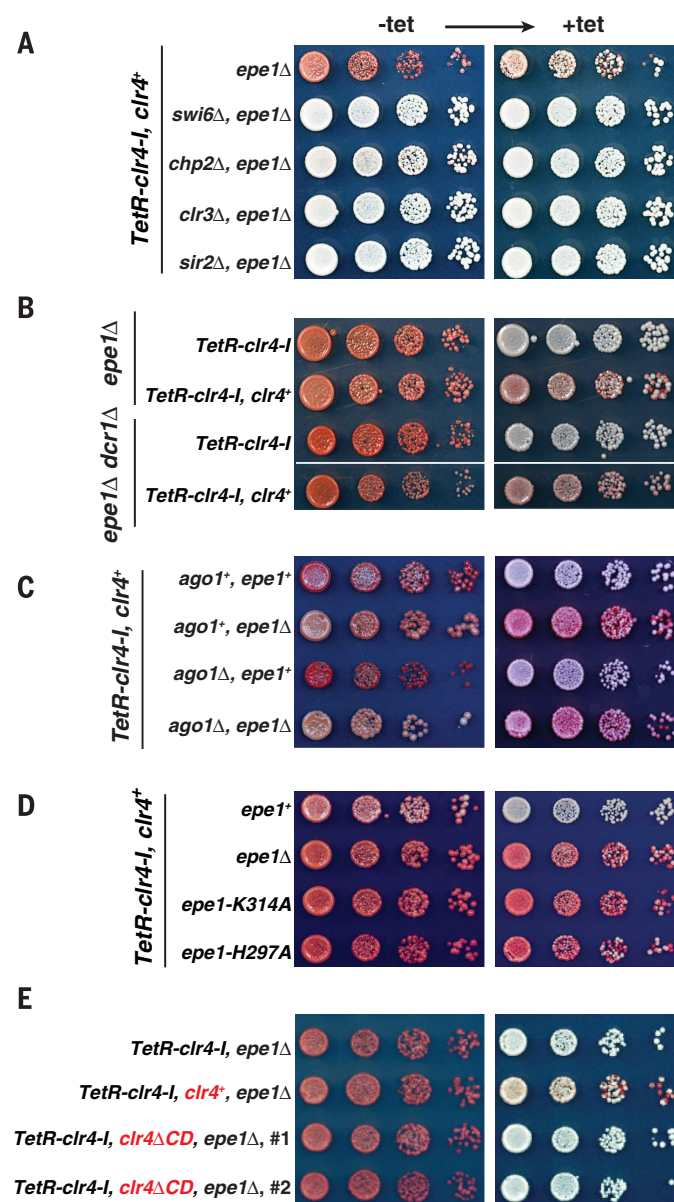 -tet → +tet
A
TetR-clr4-I, clr4⁺
epe1Δ
swi6Δ, epe1Δ
chp2Δ, epe1Δ
clr3Δ, epe1Δ
sir2Δ, epe1Δ
B
epe1Δ
TetR-clr4-I
TetR-clr4-I, clr4⁺
epe1Δ dcr1Δ
TetR-clr4-I
TetR-clr4-I, clr4⁺
C
TetR-clr4-I, clr4⁺
ago1⁺, epe1⁺
ago1⁺, epe1Δ
ago1Δ, epe1⁺
ago1Δ, epe1Δ
D
TetR-clr4-I, clr4⁺
epe1⁺
epe1Δ
epe1-K314A
epe1-H297A
E
TetR-clr4-I, epe1Δ
TetR-clr4-I, clr4⁺, epe1Δ
TetR-clr4-I, clr4ΔCD, epe1Δ, #1
TetR-clr4-I, clr4ΔCD, epe1Δ, #2